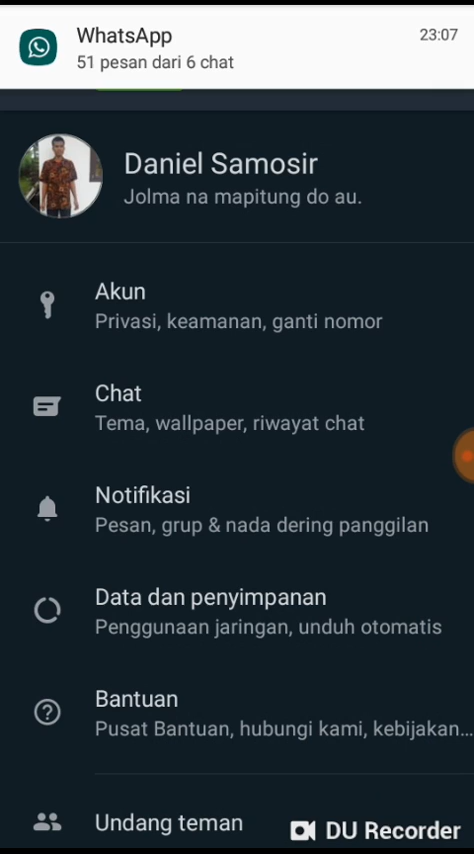 WhatsApp
23:07
51 pesan dari 6 chat
Daniel Samosir
Jolma na mapitung do au.
Akun
Privasi, keamanan, ganti nomor
Chat
Tema, wallpaper, riwayat chat
Notifikasi
Pesan, grup & nada dering panggilan
Data dan penyimpanan
Penggunaan jaringan, unduh otomatis
Bantuan
Pusat Bantuan, hubungi kami, kebijakan...
Undang teman
DU Recorder